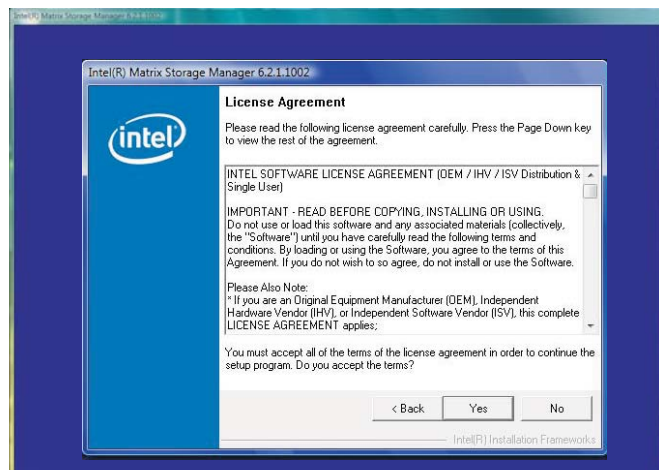 Intel(R) Matrix Storage Manager 6.2.1.1002
Intel(R) Matrix Storage Manager 6.2.1.1002
intel
License Agreement
Please read the following license agreement carefully. Press the Page Down key
to view the rest of the agreement.
INTEL SOFTWARE LICENSE AGREEMENT (OEM / IHV / ISV Distribution &
Single User)
IMPORTANT - READ BEFORE COPYING, INSTALLING OR USING.
Do not use or load this software and any associated materials (collectively,
the "Software") until you have carefully read the following terms and
conditions. By loading or using the Software, you agree to the terms of this
Agreement. If you do not wish to so agree, do not install or use the Software.
Please Also Note:
* If you are an Original Equipment Manufacturer (OEM), Independent
Hardware Vendor (IHV), or Independent Software Vendor (ISV), this complete
LICENSE AGREEMENT applies;
You must accept all of the terms of the license agreement in order to continue the
setup program. Do you accept the terms?
< Back Yes No
Intel(R) Installation Frameworks